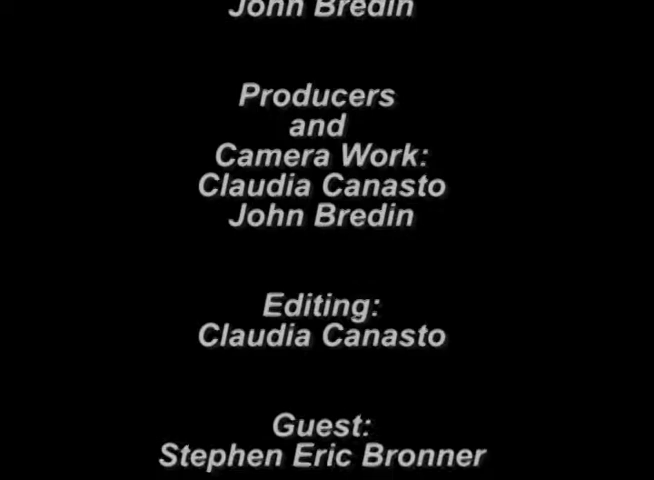 John Bredin
Producers
and
Camera Work:
Claudia Canasto
John Bredin
Editing:
Claudia Canasto
Guest:
Stephen Eric Bronner